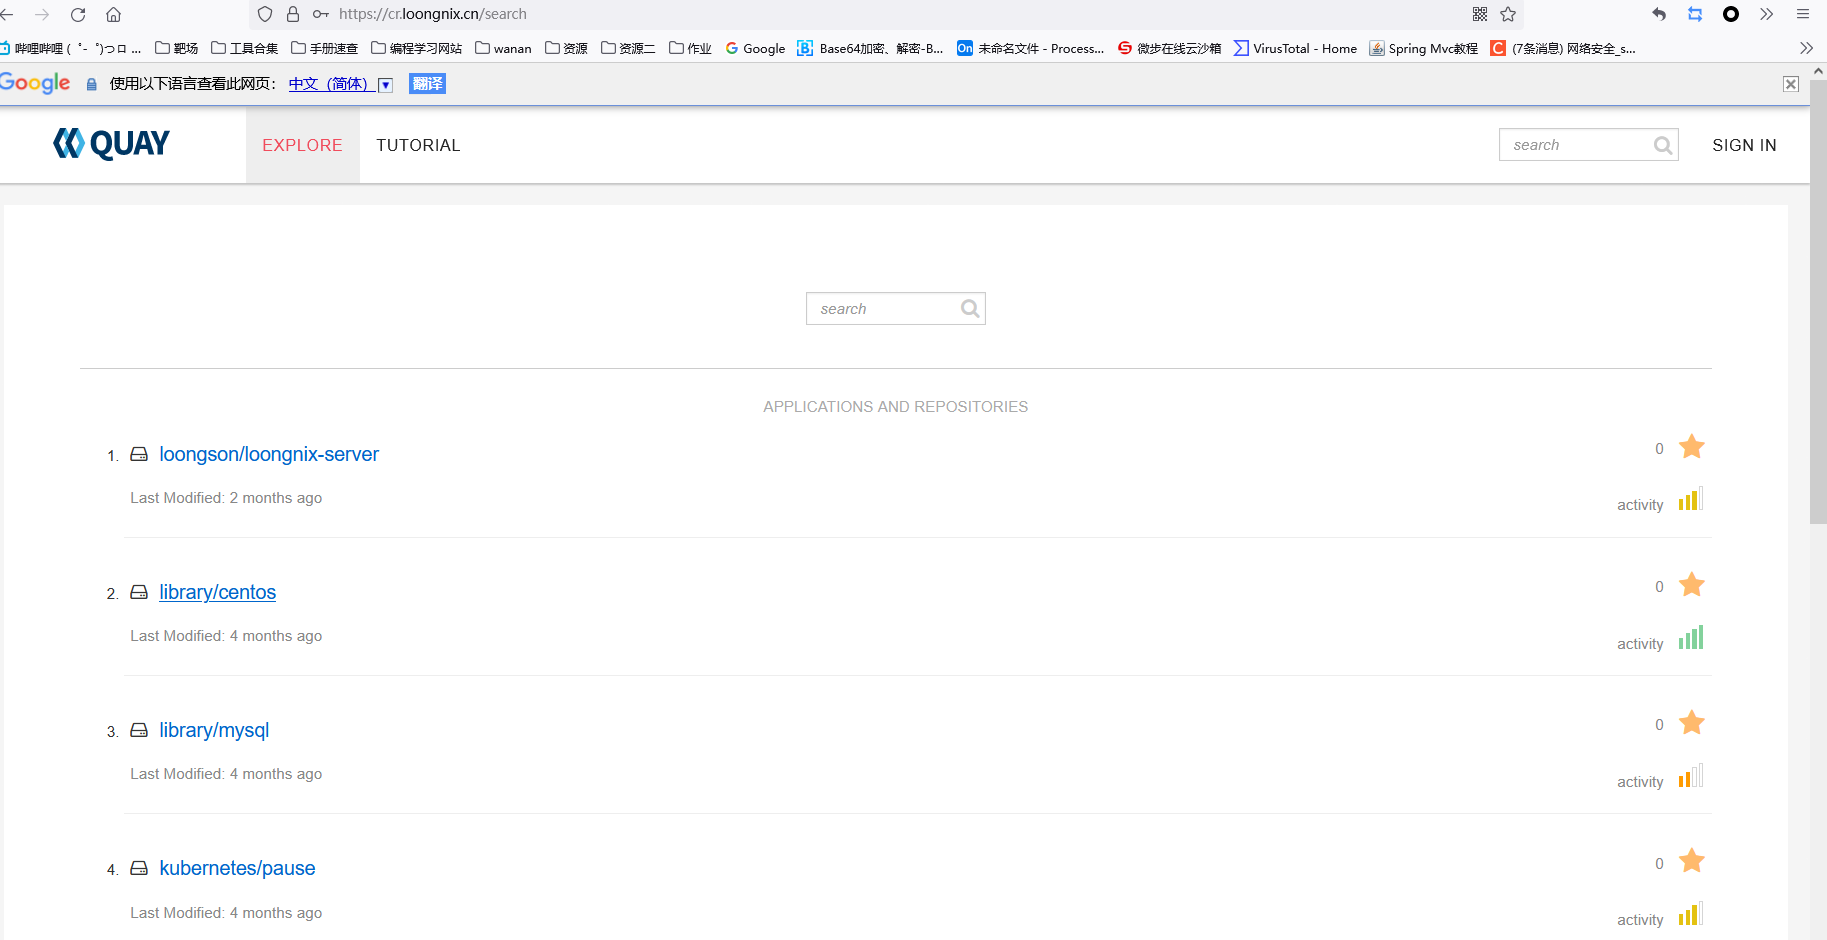 https://cr.loongnix.cn/search
哔哩哔哩 (゜-゜)つロ ... 靶场 工具合集 手册速查 编程学习网站 wanan 资源 资源二 作业 Google Base64加密、解密-B... 未命名文件 - Process... 微步在线云沙箱 VirusTotal - Home Spring Mvc教程 (7条消息) 网络安全_s...
Google 使用以下语言查看此网页: 中文（简体） 翻译
QUAY EXPLORE TUTORIAL search SIGN IN
search
APPLICATIONS AND REPOSITORIES
1. loongson/loongnix-server 0
Last Modified: 2 months ago activity
2. library/centos 0
Last Modified: 4 months ago activity
3. library/mysql 0
Last Modified: 4 months ago activity
4. kubernetes/pause 0
Last Modified: 4 months ago activity